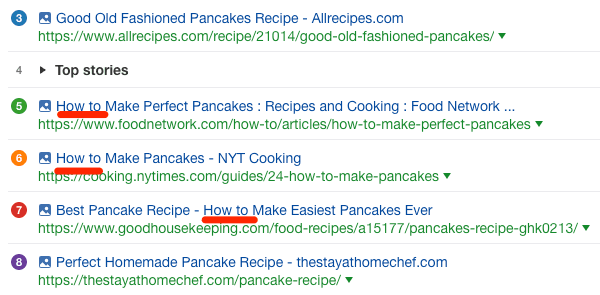 3 Good Old Fashioned Pancakes Recipe - Allrecipes.com
https://www.allrecipes.com/recipe/21014/good-old-fashioned-pancakes/
4 Top stories
5 How to Make Perfect Pancakes : Recipes and Cooking : Food Network ...
https://www.foodnetwork.com/how-to/articles/how-to-make-perfect-pancakes
6 How to Make Pancakes - NYT Cooking
https://cooking.nytimes.com/guides/24-how-to-make-pancakes
7 Best Pancake Recipe - How to Make Easiest Pancakes Ever
https://www.goodhousekeeping.com/food-recipes/a15177/pancakes-recipe-ghk0213/
8 Perfect Homemade Pancake Recipe - thestayathomechef.com
https://thestayathomechef.com/pancake-recipe/